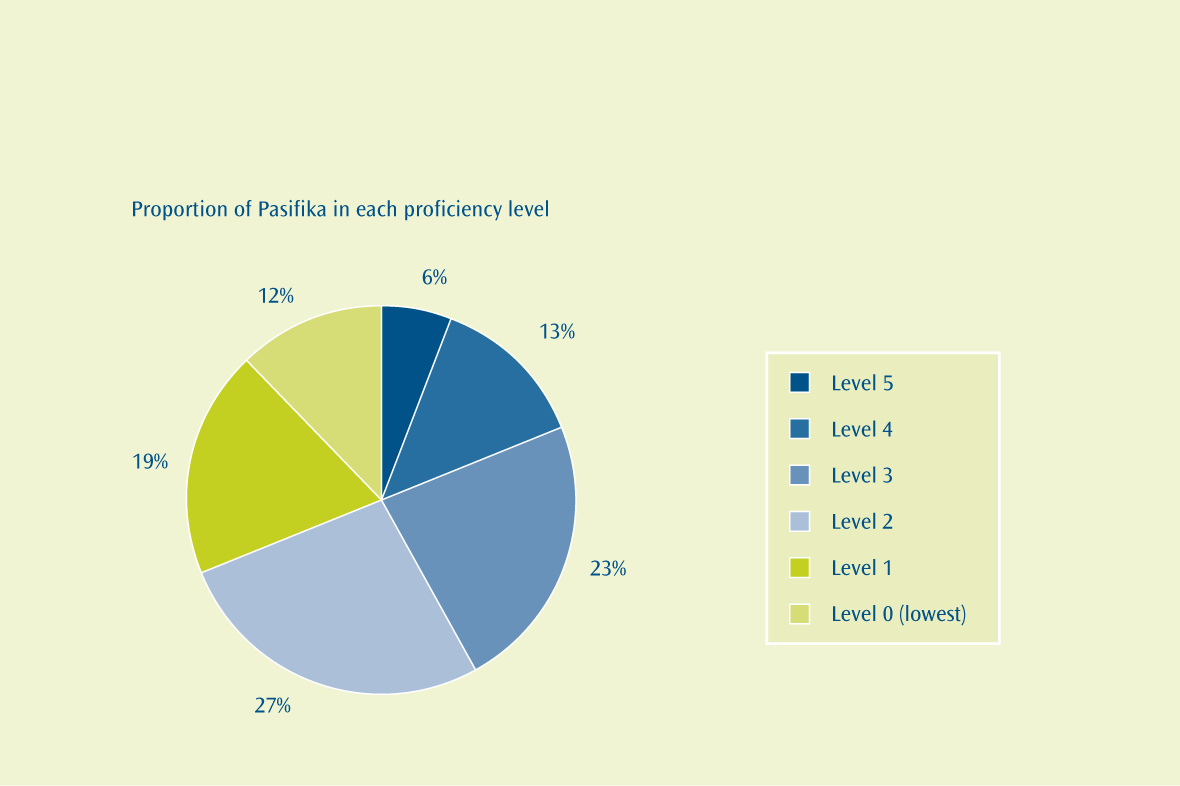 Proportion of Pasifika in each proficiency level
6%
12%
13%
19%
23%
27%
Level 5
Level 4
Level 3
Level 2
Level 1
Level 0 (lowest)